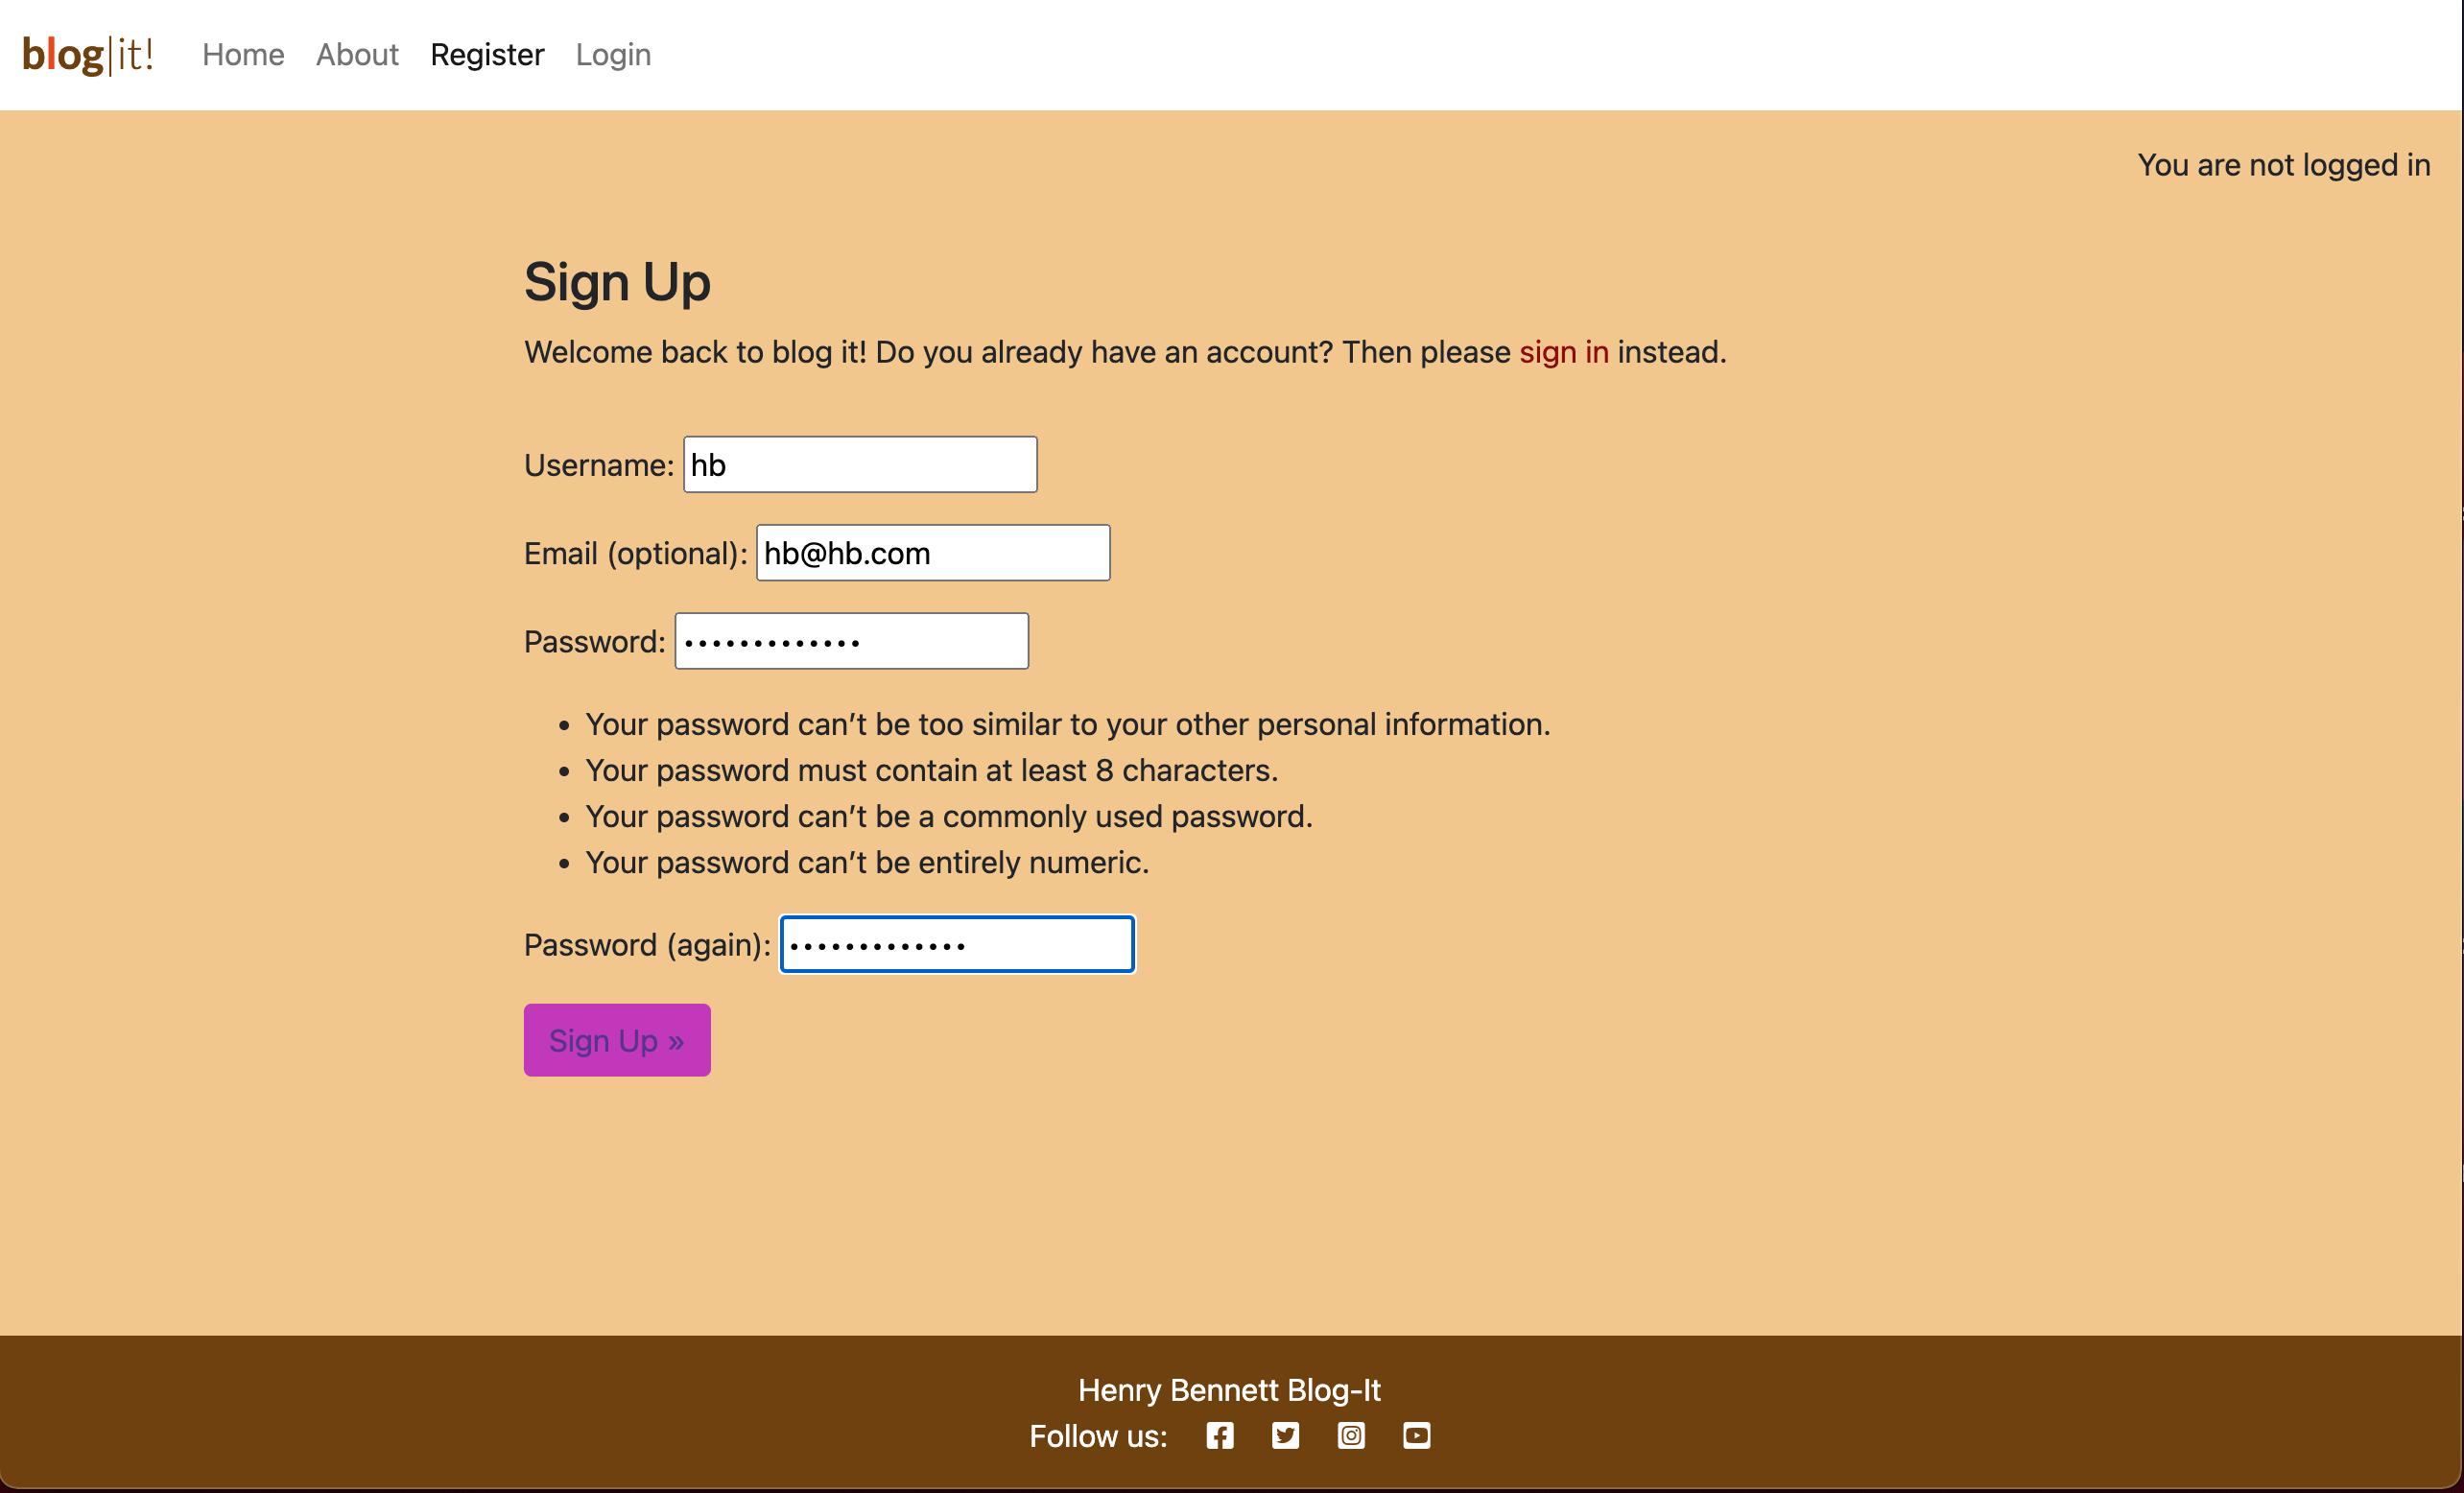 blog|it! Home About Register Login
You are not logged in
Sign Up
Welcome back to blog it! Do you already have an account? Then please sign in instead.
Username: hb
Email (optional): hb@hb.com
Password: •••••••••••••
• Your password can’t be too similar to your other personal information.
• Your password must contain at least 8 characters.
• Your password can’t be a commonly used password.
• Your password can’t be entirely numeric.
Password (again): •••••••••••••
Sign Up »
Henry Bennett Blog-It
Follow us: